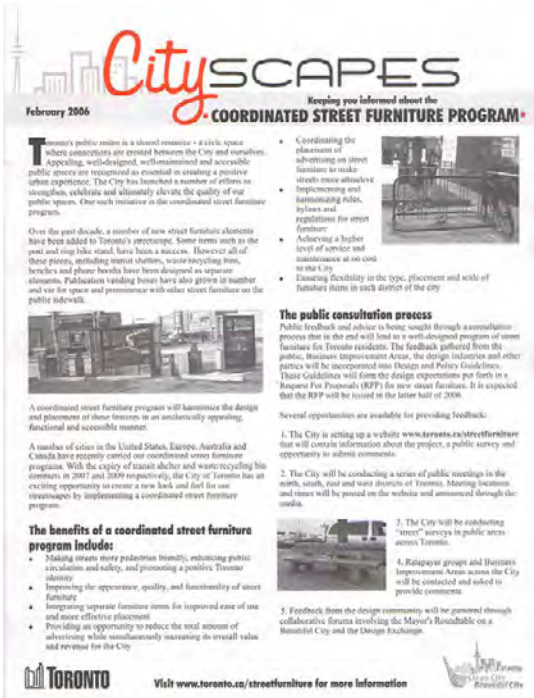 CitySCAPES
February 2006
Keeping you informed about the
COORDINATED STREET FURNITURE PROGRAM
Toronto's public realm is a shared resource - a civic space
where connections are created between the City and ourselves.
Appealing, well-designed, well-maintained and accessible
public spaces are recognized as essential in creating a positive
urban experience. The City has launched a number of efforts to
strengthen, celebrate and ultimately elevate the quality of our
public spaces. One such initiative is the coordinated street furniture
program.
Over the past decade, a number of new street furniture elements
have been added to Toronto's streetscape. Some items such as the
post and ring bike stand, have been a success. However all of
these pieces, including transit shelters, waste recycling bins,
benches and phone booths have been designed as separate
elements. Publication vending boxes have also grown in number
and vie for space and prominence with other street furniture on the
public sidewalk.
A coordinated street furniture program will harmonize the design
and placement of these features in an aesthetically appealing,
functional and accessible manner.
A number of cities in the United States, Europe, Australia and
Canada have recently carried out coordinated street furniture
programs. With the expiry of transit shelter and waste/recycling bin
contracts in 2007 and 2009 respectively, the City of Toronto has an
exciting opportunity to create a new look and feel for our
streetscapes by implementing a coordinated street furniture
program.
The benefits of a coordinated street furniture
program include:
• Making streets more pedestrian friendly, enhancing public
circulation and safety, and promoting a positive Toronto
identity
• Improving the appearance, quality, and functionality of street
furniture
• Integrating separate furniture items for improved ease of use
and more effective placement
• Providing an opportunity to reduce the total amount of
advertising while simultaneously increasing its overall value
and revenue for the City
• Coordinating the
placement of
advertising on street
furniture to make
streets more attractive
• Implementing and
harmonizing rules,
bylaws and
regulations for street
furniture
• Achieving a higher
level of service and
maintenance at no cost
to the City
• Ensuring flexibility in the type, placement and scale of
furniture items in each district of the city
The public consultation process
Public feedback and advice is being sought through a consultation
process that in the end will lead to a well-designed program of street
furniture for Toronto residents. The feedback gathered from the
public, Business Improvement Areas, the design industries and other
parties will be incorporated into Design and Policy Guidelines.
These Guidelines will form the design expectations put forth in a
Request For Proposals (RFP) for new street furniture. It is expected
that the RFP will be issued in the latter half of 2006.
Several opportunities are available for providing feedback:
1. The City is setting up a website www.toronto.ca/streetfurniture
that will contain information about the project, a public survey and
opportunity to submit comments.
2. The City will be conducting a series of public meetings in the
north, south, east and west districts of Toronto. Meeting locations
and times will be posted on the website and announced through the
media.
3. The City will be conducting
"street" surveys in public areas
across Toronto.
4. Ratepayer groups and Business
Improvement Areas across the City
will be contacted and asked to
provide comments.
5. Feedback from the design community will be garnered through
collaborative forums involving the Mayor's Roundtable on a
Beautiful City and the Design Exchange.
TORONTO
Visit www.toronto.ca/streetfurniture for more information
Clean City
Beautiful City